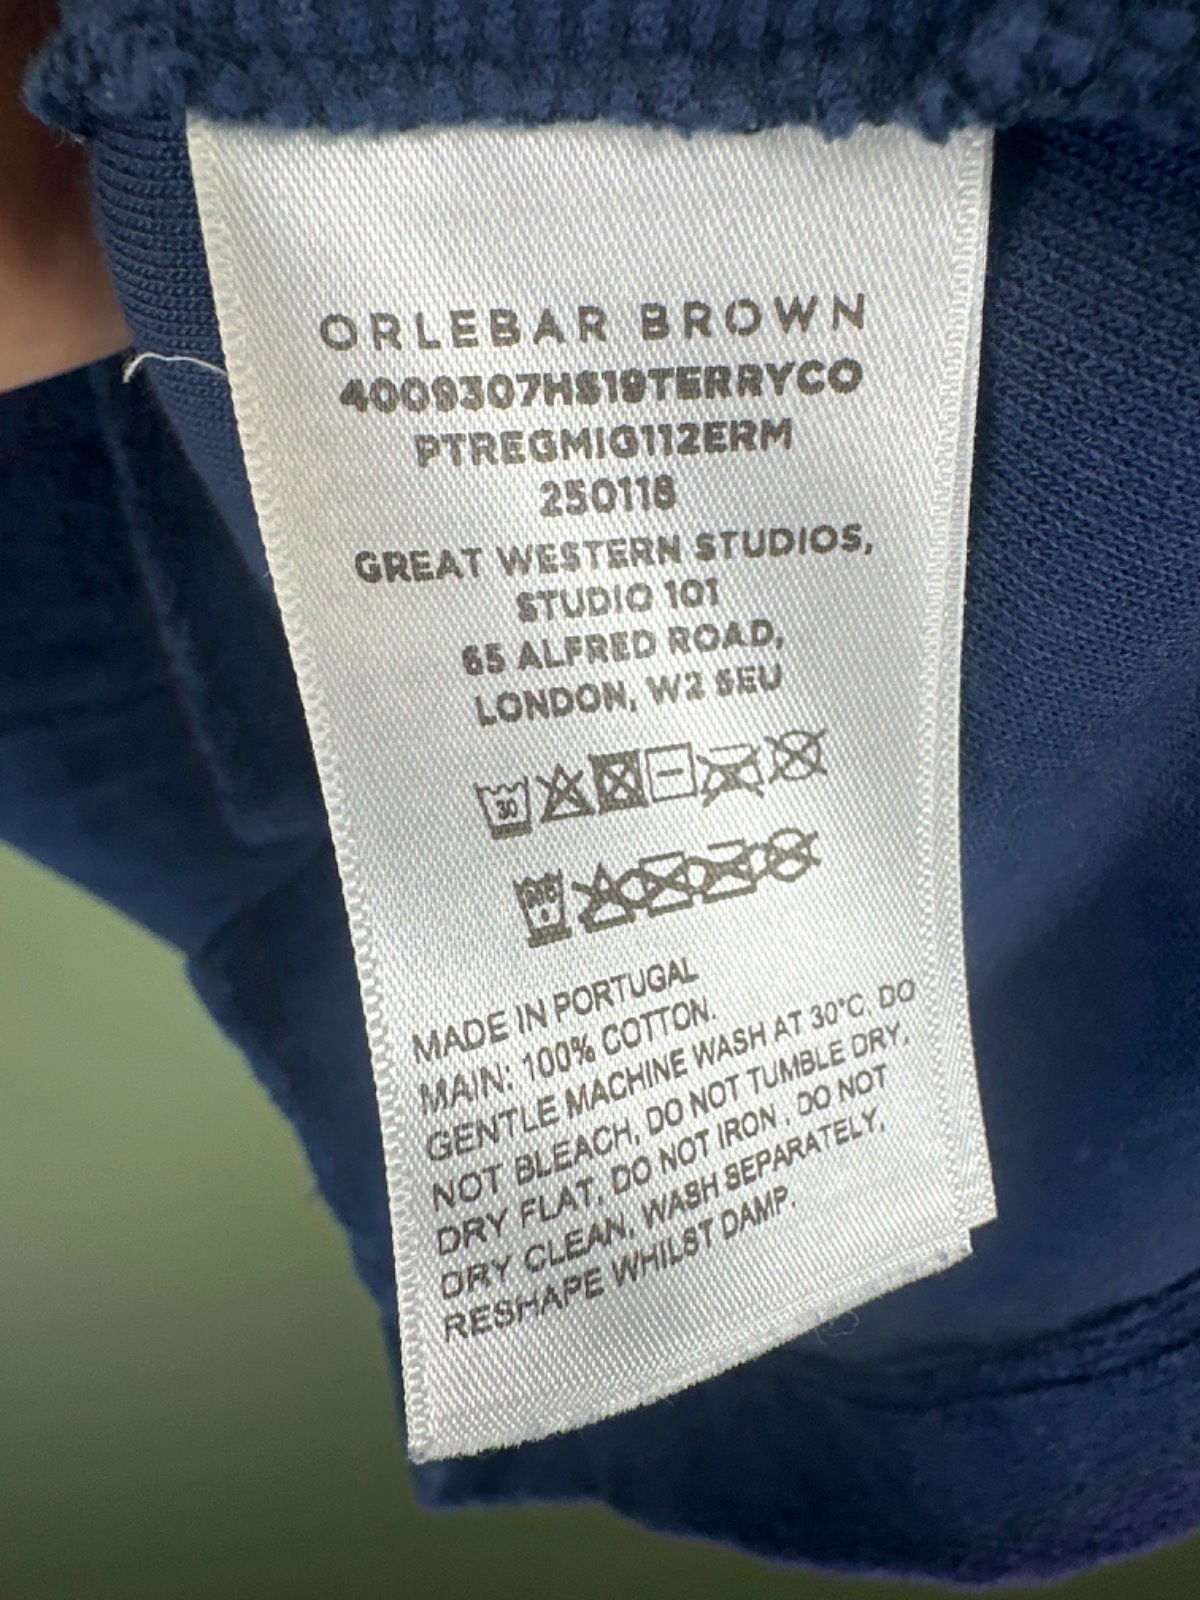 ORLEBAR BROWN
4009307HS19TERRYCO
PTREGMIG112ERM
250118
GREAT WESTERN STUDIOS,
STUDIO 101
65 ALFRED ROAD,
LONDON, W2 5EU
30
MADE IN PORTUGAL
MAIN: 100% COTTON.
GENTLE MACHINE WASH AT 30°C, DO
NOT BLEACH, DO NOT TUMBLE DRY,
DRY FLAT, DO NOT IRON , DO NOT
DRY CLEAN, WASH SEPARATELY,
RESHAPE WHILST DAMP.